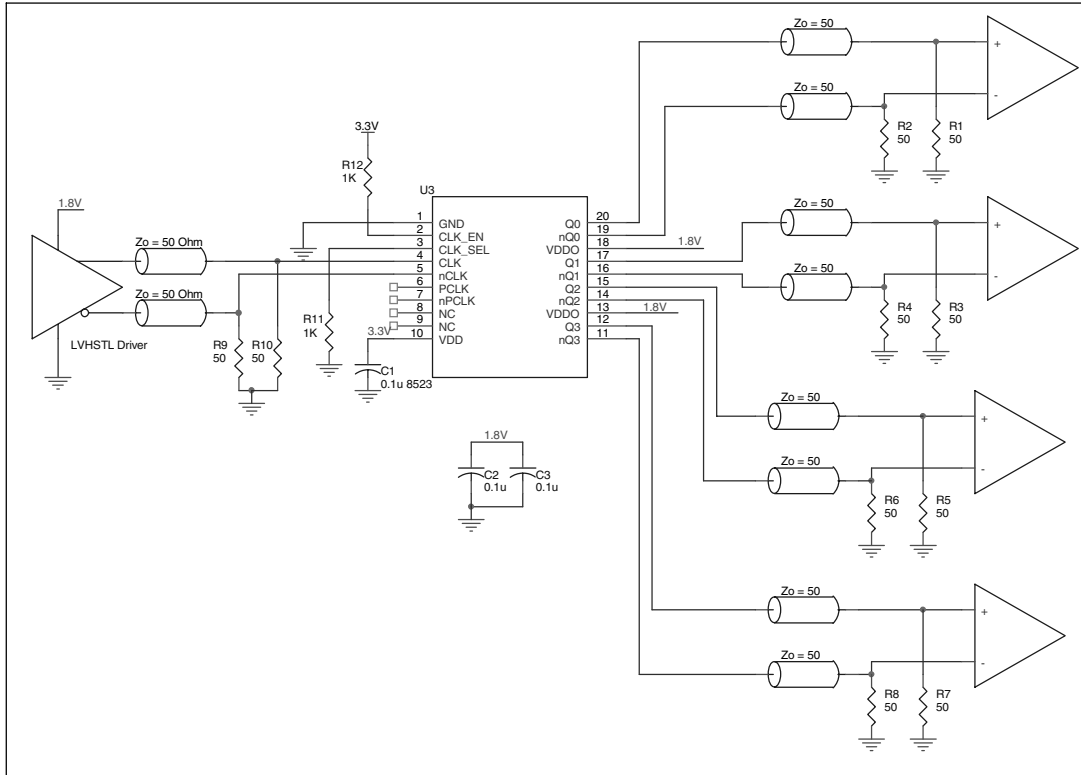 Zo = 50
+
-
Zo = 50
R2
50
R1
50
3.3V
R12
1K
U3
1.8V
Zo = 50 Ohm
Zo = 50 Ohm
LVHSTL Driver
R9
50
R10
50
R11
1K
3.3V
C1
0.1u 8523
1 GND
2 CLK_EN
3 CLK_SEL
4 CLK
5 nCLK
6 PCLK
7 nPCLK
8 NC
9 NC
10 VDD
Q0 20
nQ0 19
VDDO 18
Q1 17
nQ1 16
Q2 15
nQ2 14
VDDO 13
Q3 12
nQ3 11
1.8V
1.8V
Zo = 50
+
-
Zo = 50
R4
50
R3
50
1.8V
C2
0.1u
C3
0.1u
Zo = 50
+
-
Zo = 50
R6
50
R5
50
Zo = 50
+
-
Zo = 50
R8
50
R7
50